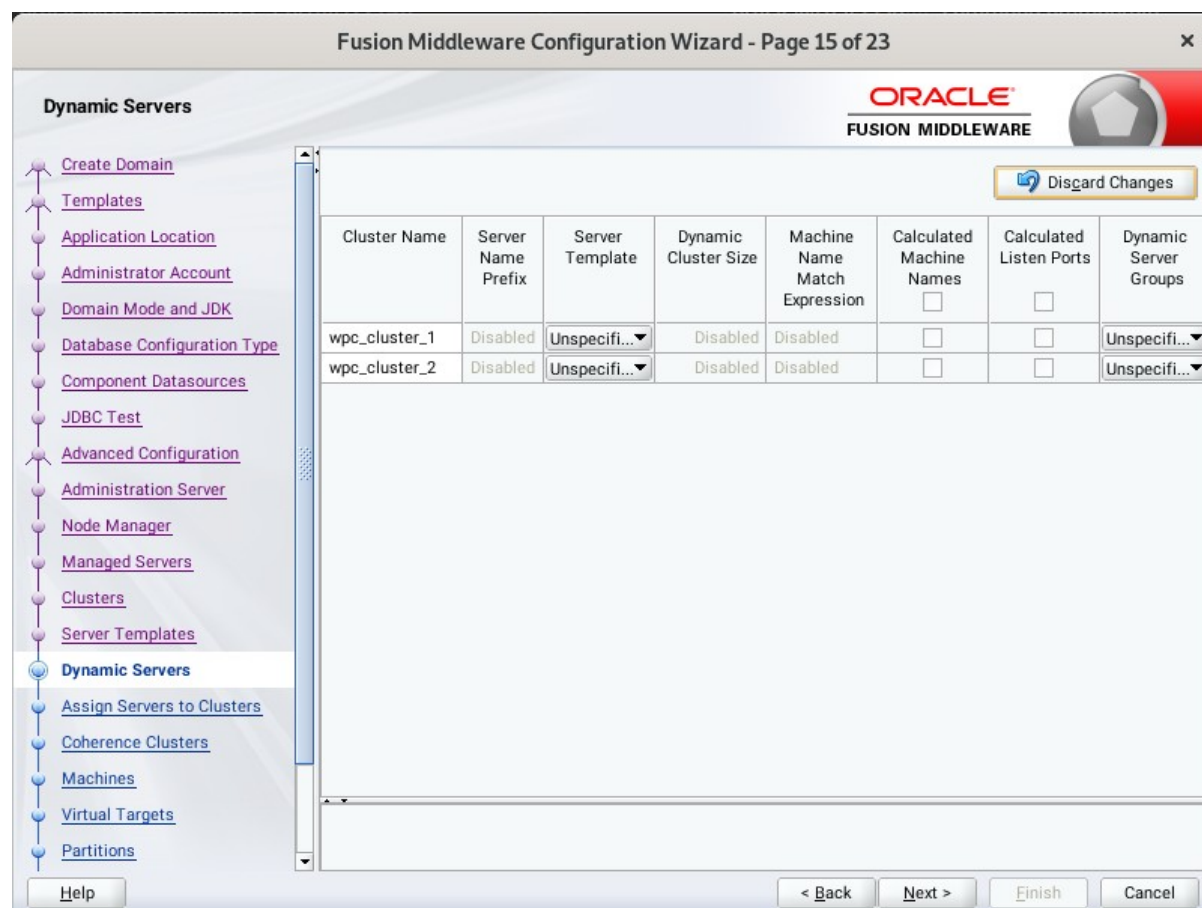 Fusion Middleware Configuration Wizard - Page 15 of 23
Dynamic Servers
ORACLE
FUSION MIDDLEWARE
Create Domain
Templates
Application Location
Administrator Account
Domain Mode and JDK
Database Configuration Type
Component Datasources
JDBC Test
Advanced Configuration
Administration Server
Node Manager
Managed Servers
Clusters
Server Templates
Dynamic Servers
Assign Servers to Clusters
Coherence Clusters
Machines
Virtual Targets
Partitions
Discard Changes
Cluster Name
Server
Name
Prefix
Server
Template
Dynamic
Cluster Size
Machine
Name
Match
Expression
Calculated
Machine
Names
Calculated
Listen Ports
Dynamic
Server
Groups
wpc_cluster_1 Disabled Unspecifi... Disabled Disabled Unspecifi...
wpc_cluster_2 Disabled Unspecifi... Disabled Disabled Unspecifi...
Help < Back Next > Finish Cancel